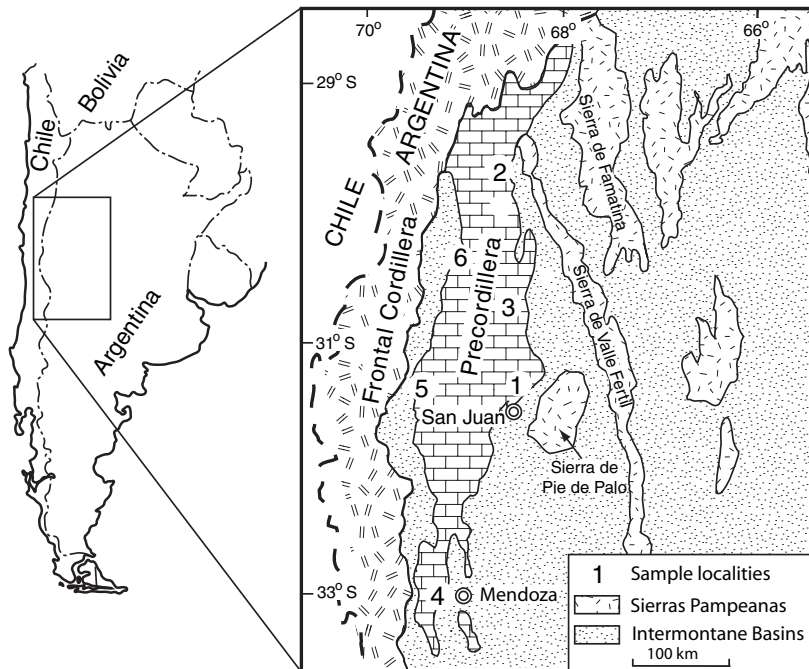 Bolivia
Chile
Argentina
70°
68°
66°
29° S
31° S
33° S
CHILE
ARGENTINA
Frontal Cordillera
Precordillera
Sierra de Famatina
Sierra de Valle Fertil
2
6
3
5
1
San Juan
Sierra de
Pie de Palo
4
Mendoza
1 Sample localities
Sierras Pampeanas
Intermontane Basins
100 km